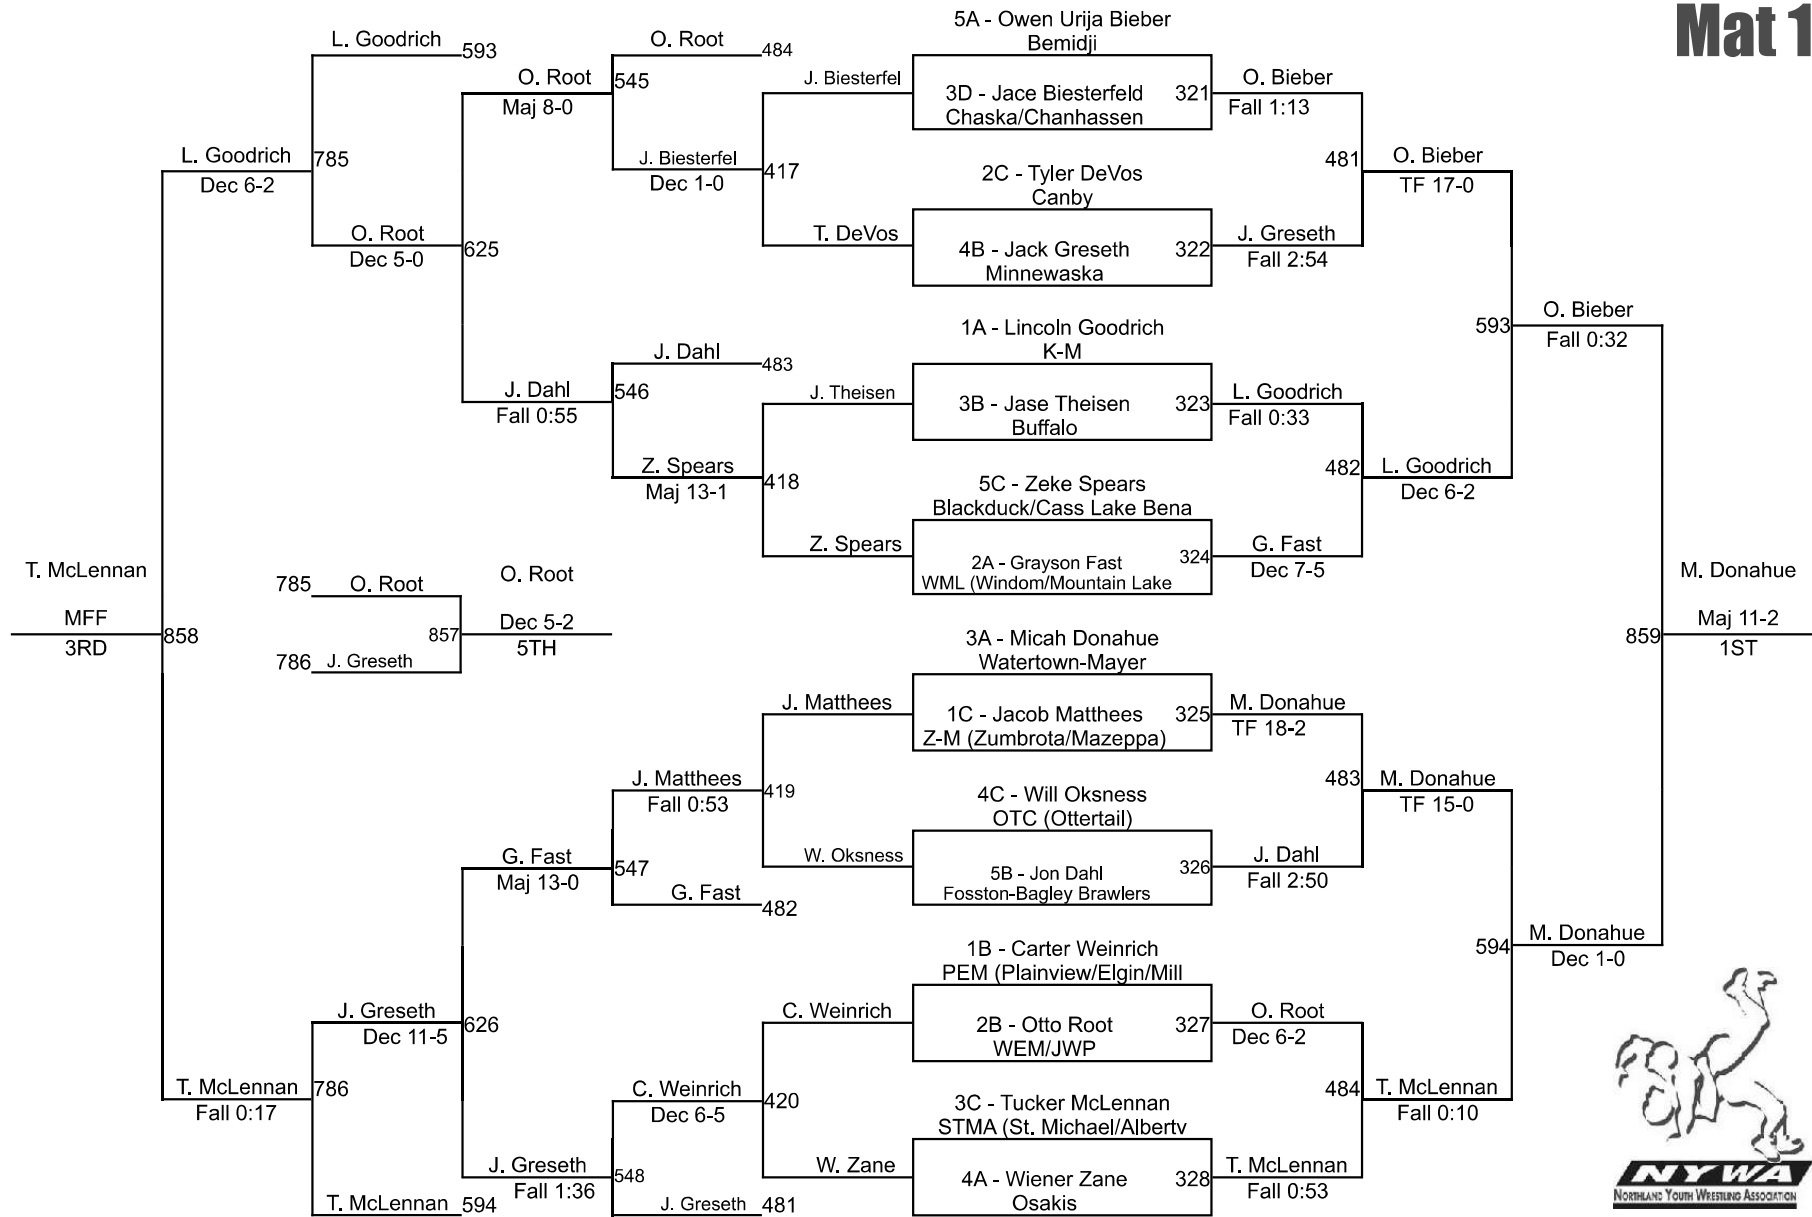 Mat 1
5A - Owen Urija Bieber
Bemidji
L. Goodrich 593
O. Root 484
O. Root 545
Maj 8-0
J. Biesterfel
3D - Jace Biesterfeld 321
Chaska/Chanhassen
O. Bieber
Fall 1:13
L. Goodrich 785
Dec 6-2
J. Biesterfel 417
Dec 1-0
2C - Tyler DeVos
Canby
481 O. Bieber
TF 17-0
O. Root 625
Dec 5-0
T. DeVos
4B - Jack Greseth 322
Minnewaska
J. Greseth
Fall 2:54
1A - Lincoln Goodrich
K-M
593 O. Bieber
Fall 0:32
J. Dahl 483
J. Dahl 546
Fall 0:55
J. Theisen
3B - Jase Theisen 323
Buffalo
L. Goodrich
Fall 0:33
Z. Spears 418
Maj 13-1
5C - Zeke Spears
Blackduck/Cass Lake Bena
482 L. Goodrich
Dec 6-2
Z. Spears
2A - Grayson Fast 324
WML (Windom/Mountain Lake
G. Fast
Dec 7-5
T. McLennan
MFF
3RD
858
785 O. Root
786 J. Greseth
857
O. Root
Dec 5-2
5TH
M. Donahue
859 Maj 11-2
1ST
3A - Micah Donahue
Watertown-Mayer
J. Matthees
1C - Jacob Matthees 325
Z-M (Zumbrota/Mazeppa)
M. Donahue
TF 18-2
J. Matthees 419
Fall 0:53
4C - Will Oksness
OTC (Ottertail)
483 M. Donahue
TF 15-0
G. Fast 547
Maj 13-0
W. Oksness
5B - Jon Dahl 326
Fosston-Bagley Brawlers
J. Dahl
Fall 2:50
G. Fast 482
1B - Carter Weinrich
PEM (Plainview/Elgin/Mill
594 M. Donahue
Dec 1-0
J. Greseth 626
Dec 11-5
C. Weinrich
2B - Otto Root 327
WEM/JWP
O. Root
Dec 6-2
T. McLennan 786
Fall 0:17
C. Weinrich 420
Dec 6-5
3C - Tucker McLennan
STMA (St. Michael/Albertv
484 T. McLennan
Fall 0:10
J. Greseth 548
Fall 1:36
W. Zane
4A - Wiener Zane 328
Osakis
T. McLennan
Fall 0:53
T. McLennan 594
J. Greseth 481
NYWA
NORTHLAND YOUTH WRESTLING ASSOCIATION